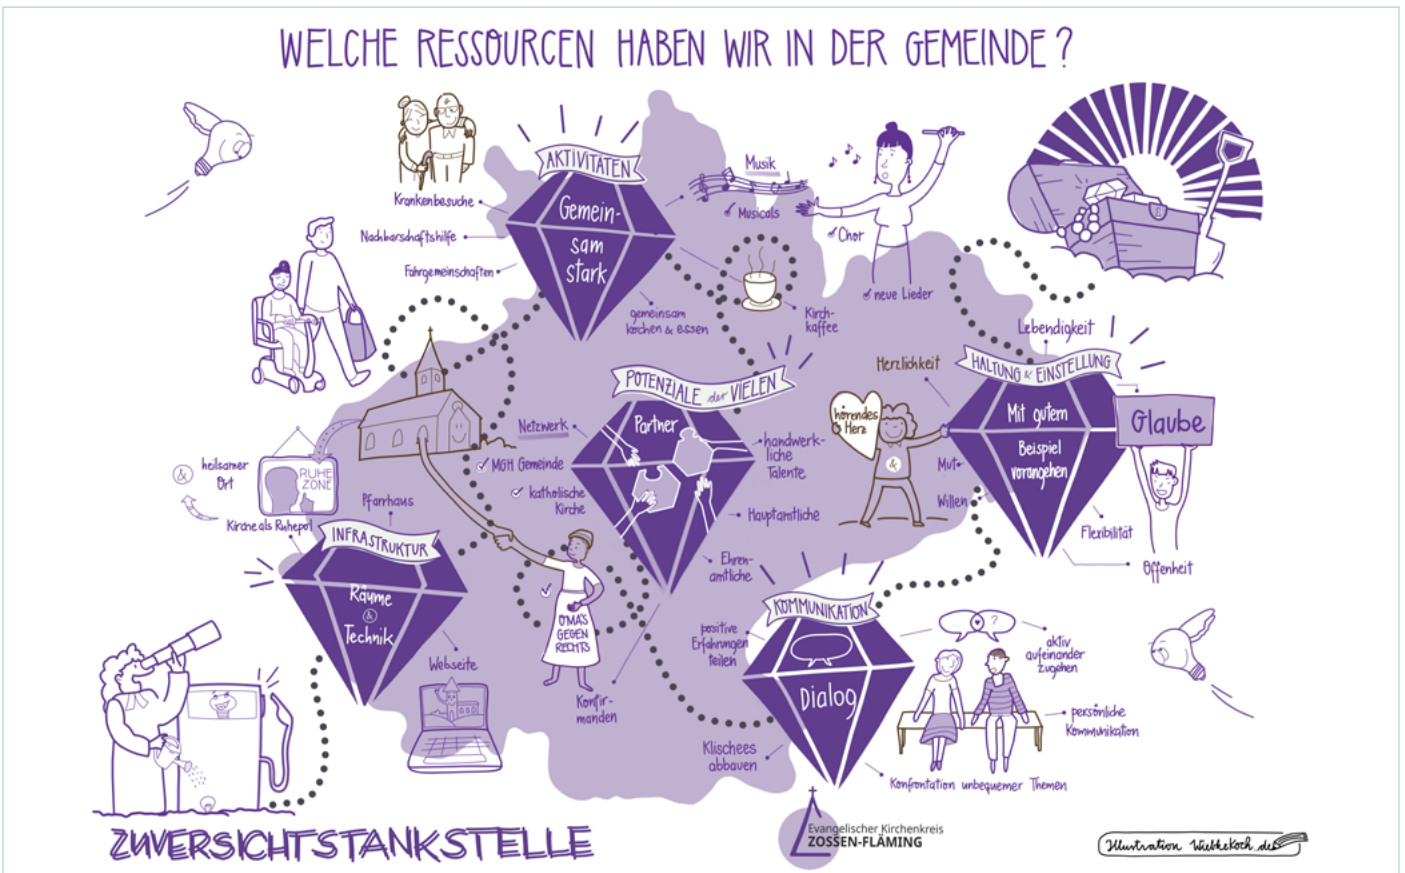 WELCHE RESSOURCEN HABEN WIR IN DER GEMEINDE?
AKTIVITÄTEN
Gemein-
sam
stark
Krankenbesuche
Nachbarschaftshilfe
Fahrgemeinschaften
Musik
Musicals
Chor
neue Lieder
Kirch-
kaffee
gemeinsam
kochen & essen
POTENZIALE der VIELEN
Partner
Netzwerk
MGH Gemeinde
katholische
Kirche
handwerk-
liche
Talente
Hauptamtliche
Ehren-
amtliche
OMAS
GEGEN
RECHTS
Konfir-
manden
Lebendigkeit
HALTUNG & EINSTELLUNG
Mit gutem
Beispiel
vorangehen
Herzlichkeit
hörendes
Herz
&
Mut
Willen
Glaube
Flexibilität
Offenheit
&
heilsamer
Ort
RUHE
ZONE
Kirche als Ruhepol
Pfarrhaus
INFRASTRUKTUR
Räume
&
Technik
Webseite
KOMMUNIKATION
Dialog
positive
Erfahrungen
teilen
Klischees
abbauen
?
aktiv
aufeinander
zugehen
persönliche
Kommunikation
Konfrontation unbequemer Themen
ZUVERSICHTSTANKSTELLE
Evangelischer Kirchenkreis
ZOSSEN-FLÄMING
Illustration WiebkeKoch.de